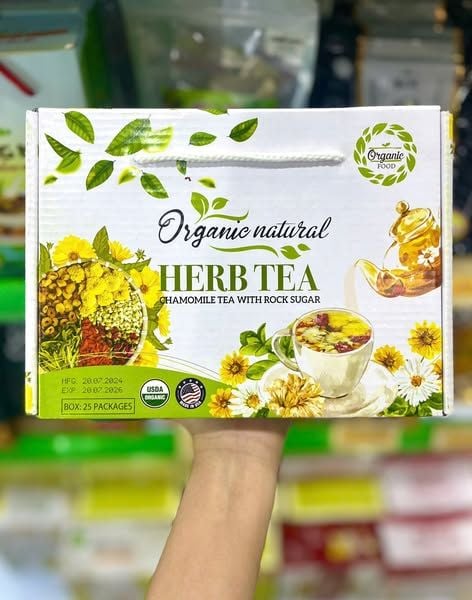 Organic
FOOD
Organic natural
HERB TEA
CHAMOMILE TEA WITH ROCK SUGAR
MFG: 20.07.2024
EXP: 20.07.2026
BOX: 25 PACKAGES
USDA
ORGANIC